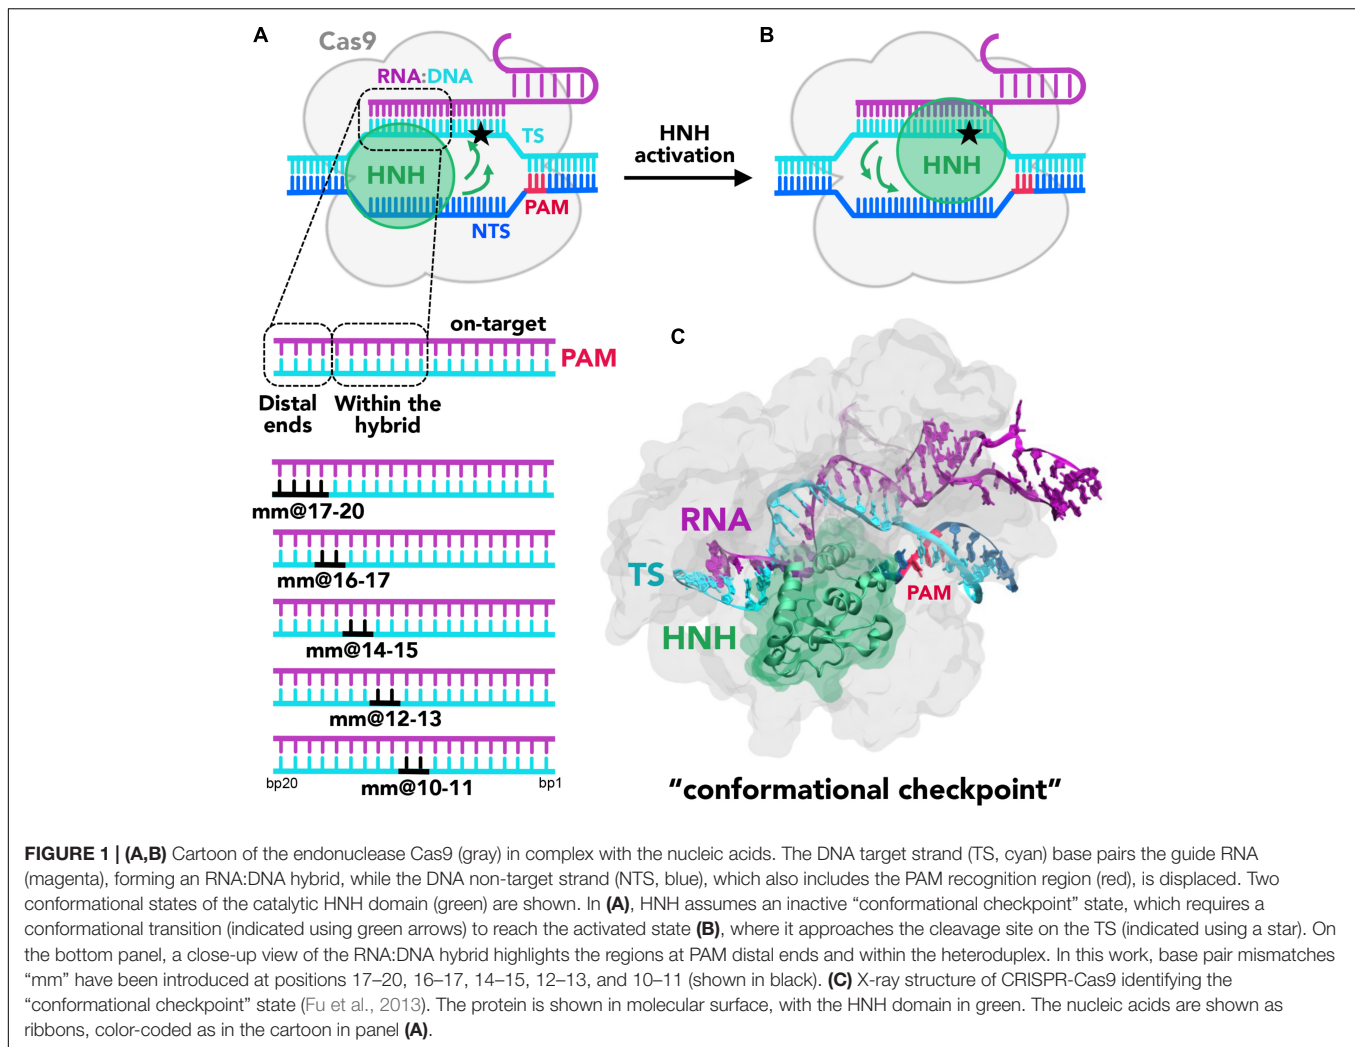 A
Cas9
RNA:DNA
TS
HNH
PAM
NTS
HNH
activation
B
HNH
on-target
PAM
Distal
ends
Within the
hybrid
mm@17-20
mm@16-17
mm@14-15
mm@12-13
mm@10-11
bp20
bp1
C
RNA
TS
HNH
PAM
"conformational checkpoint"
FIGURE 1 | (A,B) Cartoon of the endonuclease Cas9 (gray) in complex with the nucleic acids. The DNA target strand (TS, cyan) base pairs the guide RNA
(magenta), forming an RNA:DNA hybrid, while the DNA non-target strand (NTS, blue), which also includes the PAM recognition region (red), is displaced. Two
conformational states of the catalytic HNH domain (green) are shown. In (A), HNH assumes an inactive “conformational checkpoint” state, which requires a
conformational transition (indicated using green arrows) to reach the activated state (B), where it approaches the cleavage site on the TS (indicated using a star). On
the bottom panel, a close-up view of the RNA:DNA hybrid highlights the regions at PAM distal ends and within the heteroduplex. In this work, base pair mismatches
“mm” have been introduced at positions 17–20, 16–17, 14–15, 12–13, and 10–11 (shown in black). (C) X-ray structure of CRISPR-Cas9 identifying the
“conformational checkpoint” state (Fu et al., 2013). The protein is shown in molecular surface, with the HNH domain in green. The nucleic acids are shown as
ribbons, color-coded as in the cartoon in panel (A).